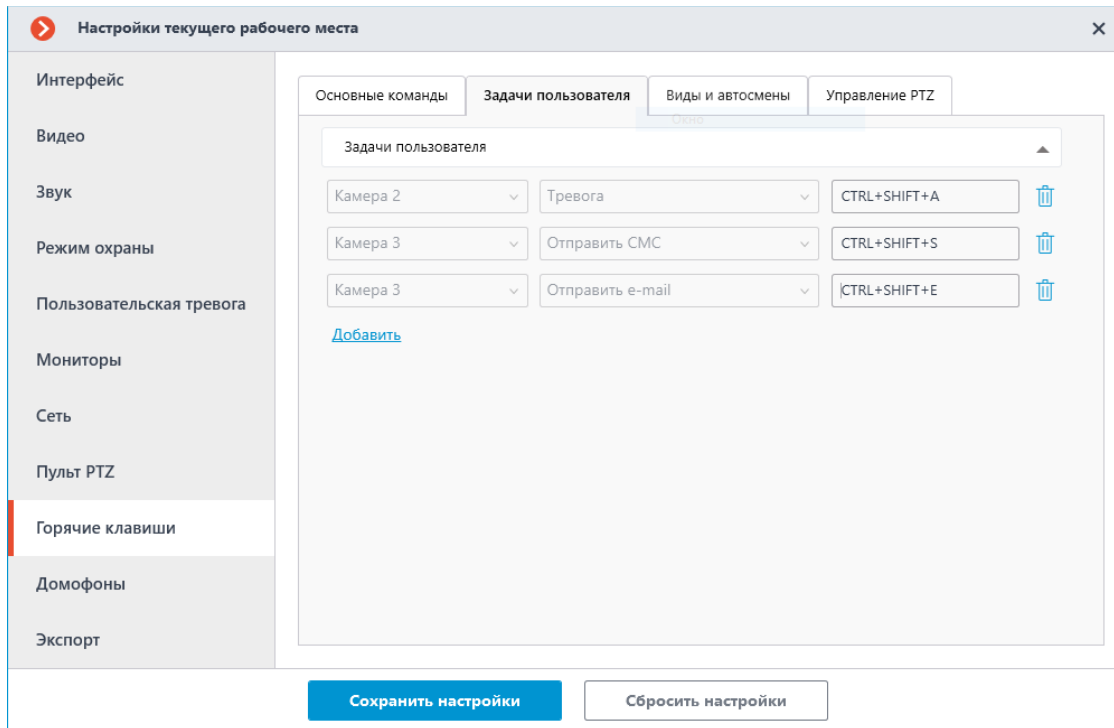 Настройки текущего рабочего места
Интерфейс
Видео
Звук
Режим охраны
Пользовательская тревога
Мониторы
Сеть
Пульт PTZ
Горячие клавиши
Домофоны
Экспорт
Основные команды Задачи пользователя Виды и автосмены Управление PTZ
Окно
Задачи пользователя
Камера 2 Тревога CTRL+SHIFT+A
Камера 3 Отправить СМС CTRL+SHIFT+S
Камера 3 Отправить e-mail CTRL+SHIFT+E
Добавить
Сохранить настройки Сбросить настройки